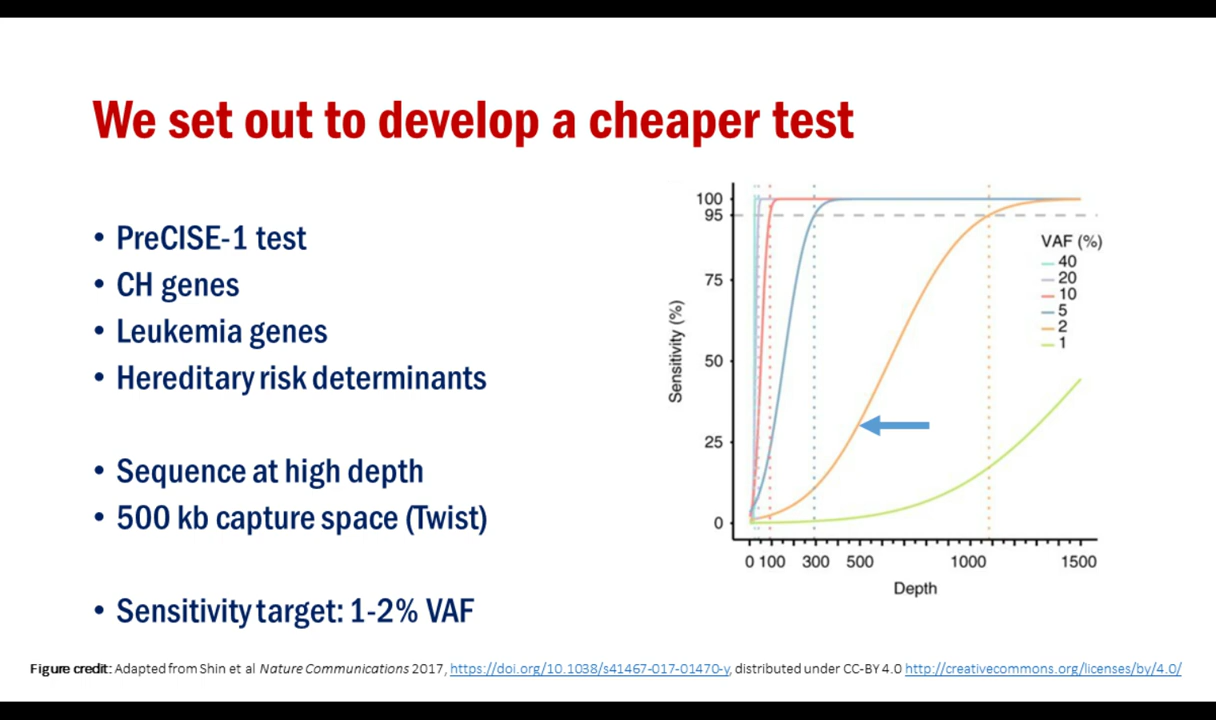 We set out to develop a cheaper test
• PreCISE-1 test
• CH genes
• Leukemia genes
• Hereditary risk determinants
• Sequence at high depth
• 500 kb capture space (Twist)
• Sensitivity target: 1-2% VAF
100
95
75
50
25
0
Sensitivity (%)
0 100 300 500 1000 1500
Depth
VAF (%)
40
20
10
5
2
1
Figure credit: Adapted from Shin et al Nature Communications 2017, https://doi.org/10.1038/s41467-017-01470-y, distributed under CC-BY 4.0 http://creativecommons.org/licenses/by/4.0/